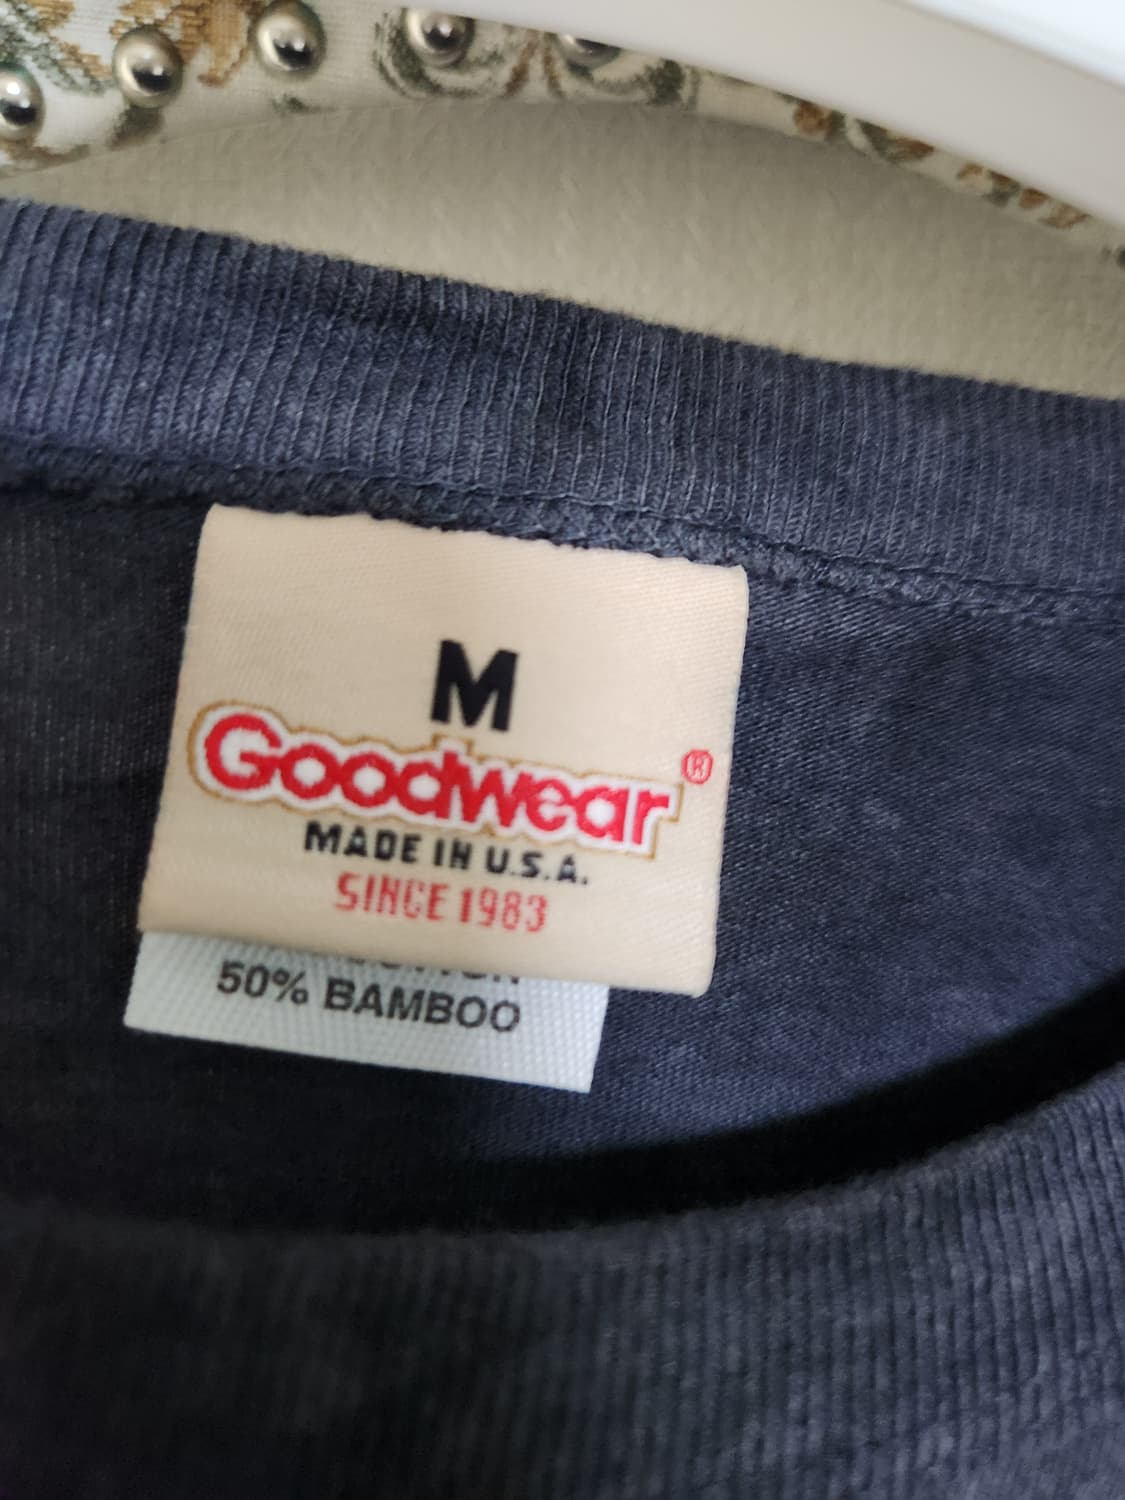 M
Goodwear®
MADE IN U.S.A.
SINCE 1983
50% BAMBOO